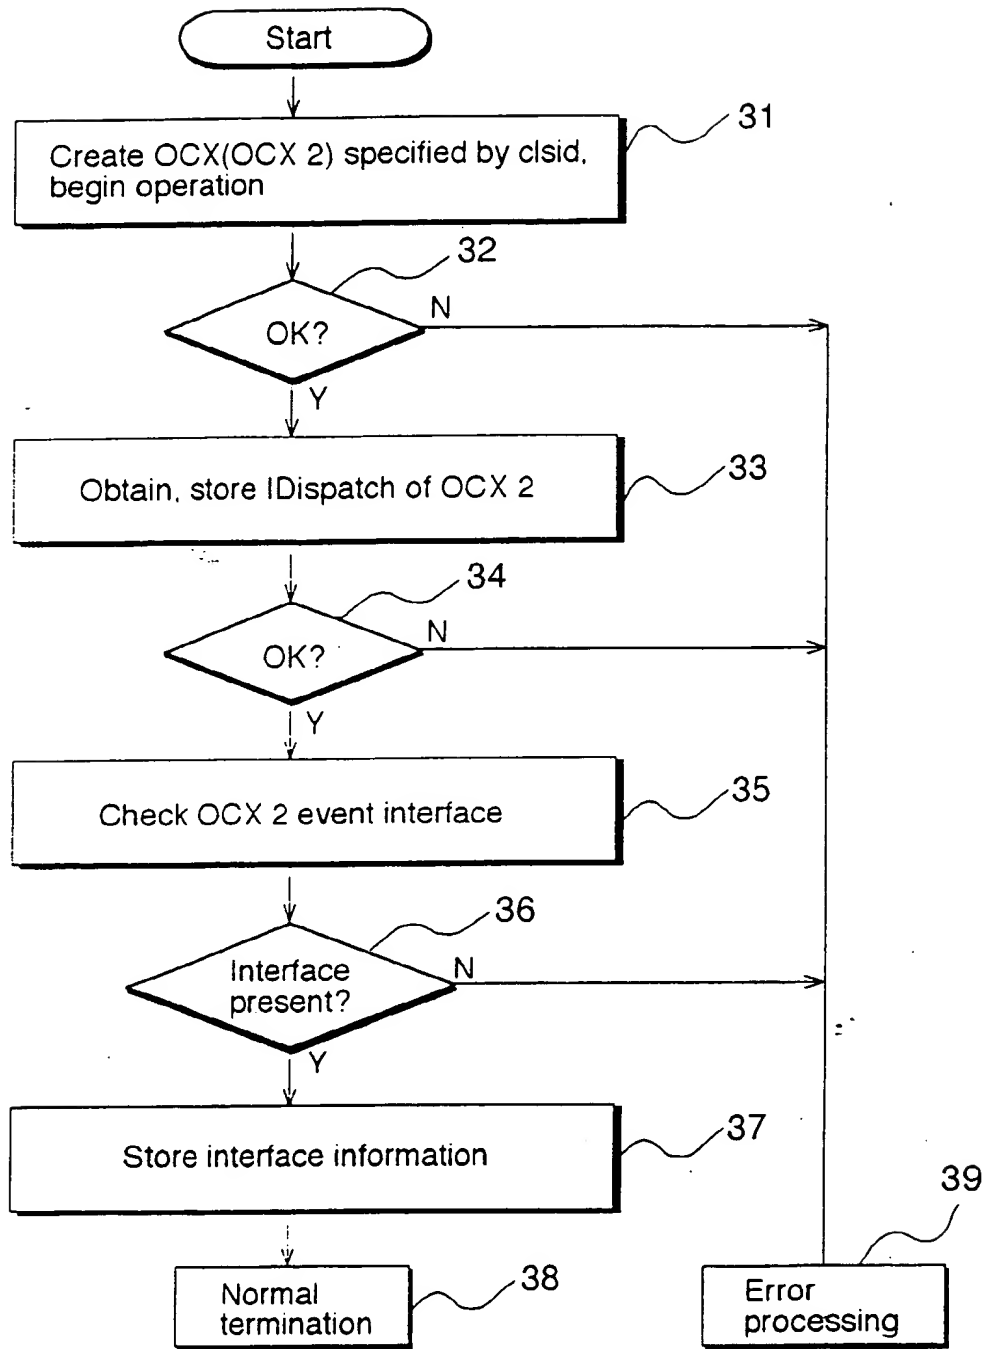 Start
31
Create OCX(OCX 2) specified by clsid,
begin operation
32
OK?
N
Y
33
Obtain, store IDispatch of OCX 2
34
OK?
N
Y
35
Check OCX 2 event interface
36
Interface
present?
N
Y
37
Store interface information
38
Normal
termination
39
Error
processing